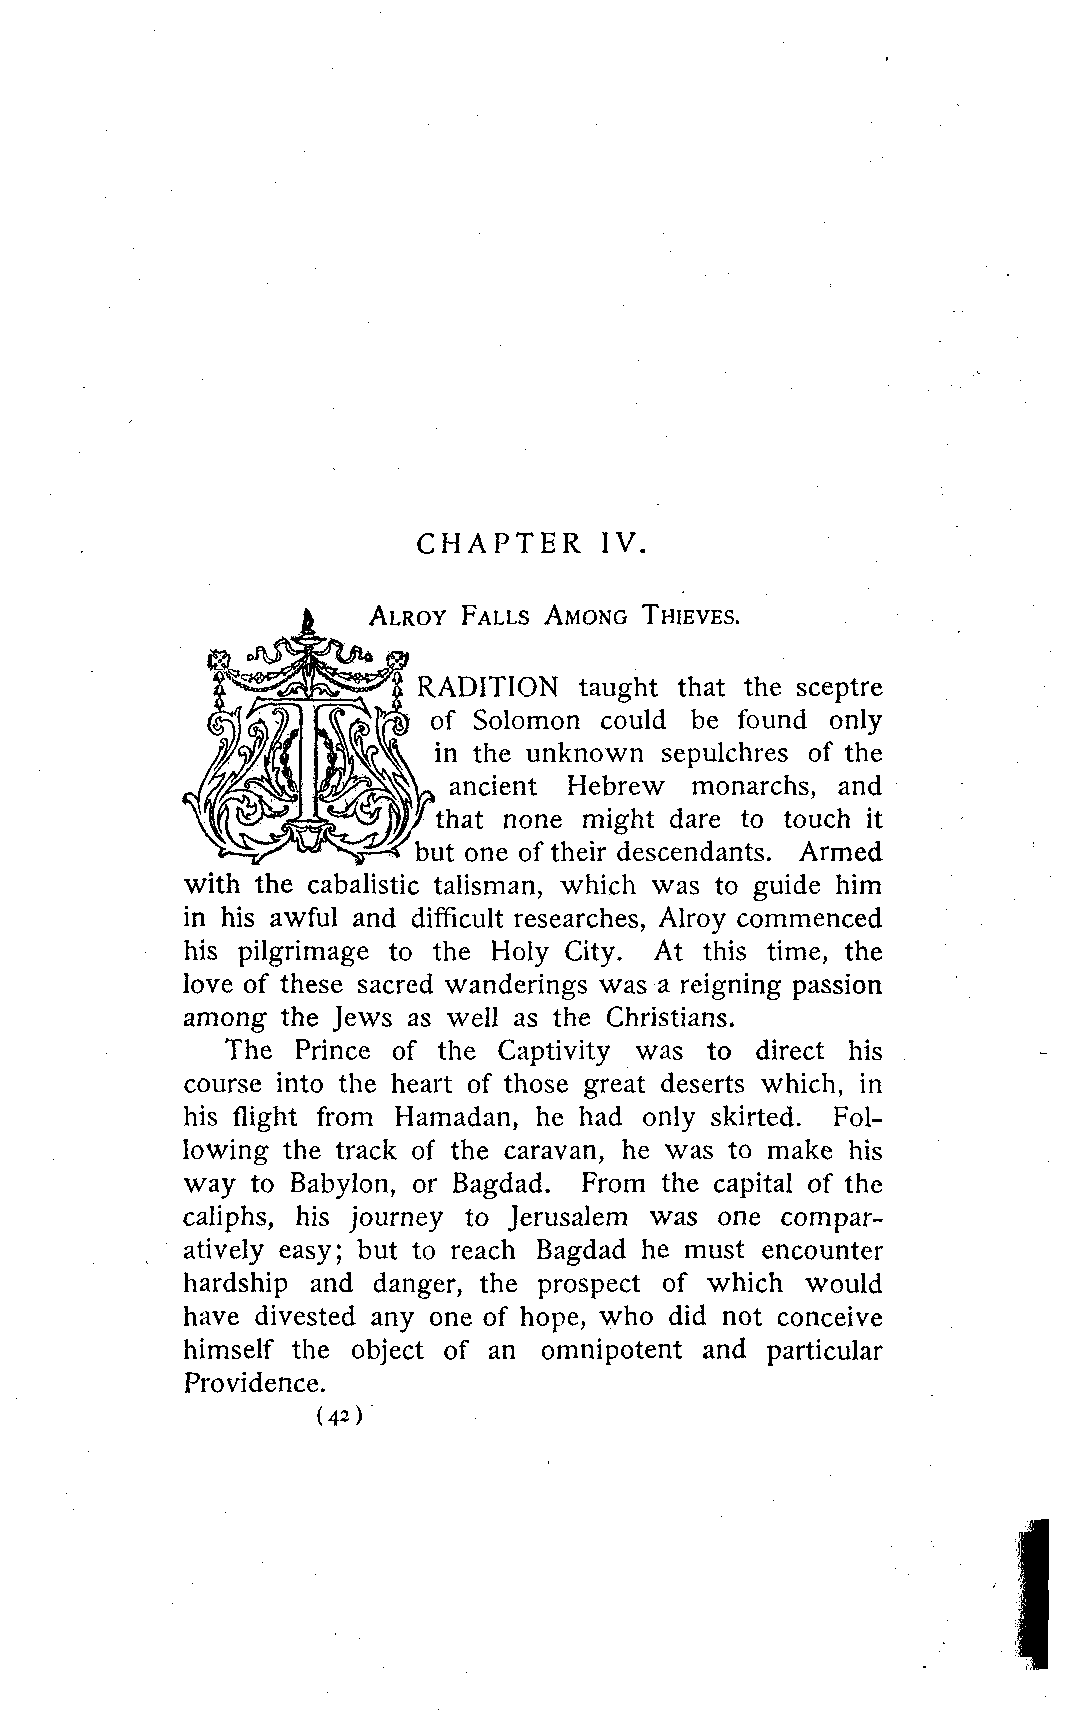 CHAPTER IV.
ALROY FALLS AMONG THIEVES.
TRADITION taught that the sceptre
of Solomon could be found only
in the unknown sepulchres of the
ancient Hebrew monarchs, and
that none might dare to touch it
but one of their descendants. Armed
with the cabalistic talisman, which was to guide him
in his awful and difficult researches, Alroy commenced
his pilgrimage to the Holy City. At this time, the
love of these sacred wanderings was a reigning passion
among the Jews as well as the Christians.
The Prince of the Captivity was to direct his
course into the heart of those great deserts which, in
his flight from Hamadan, he had only skirted. Fol-
lowing the track of the caravan, he was to make his
way to Babylon, or Bagdad. From the capital of the
caliphs, his journey to Jerusalem was one compar-
atively easy; but to reach Bagdad he must encounter
hardship and danger, the prospect of which would
have divested any one of hope, who did not conceive
himself the object of an omnipotent and particular
Providence.
(42)